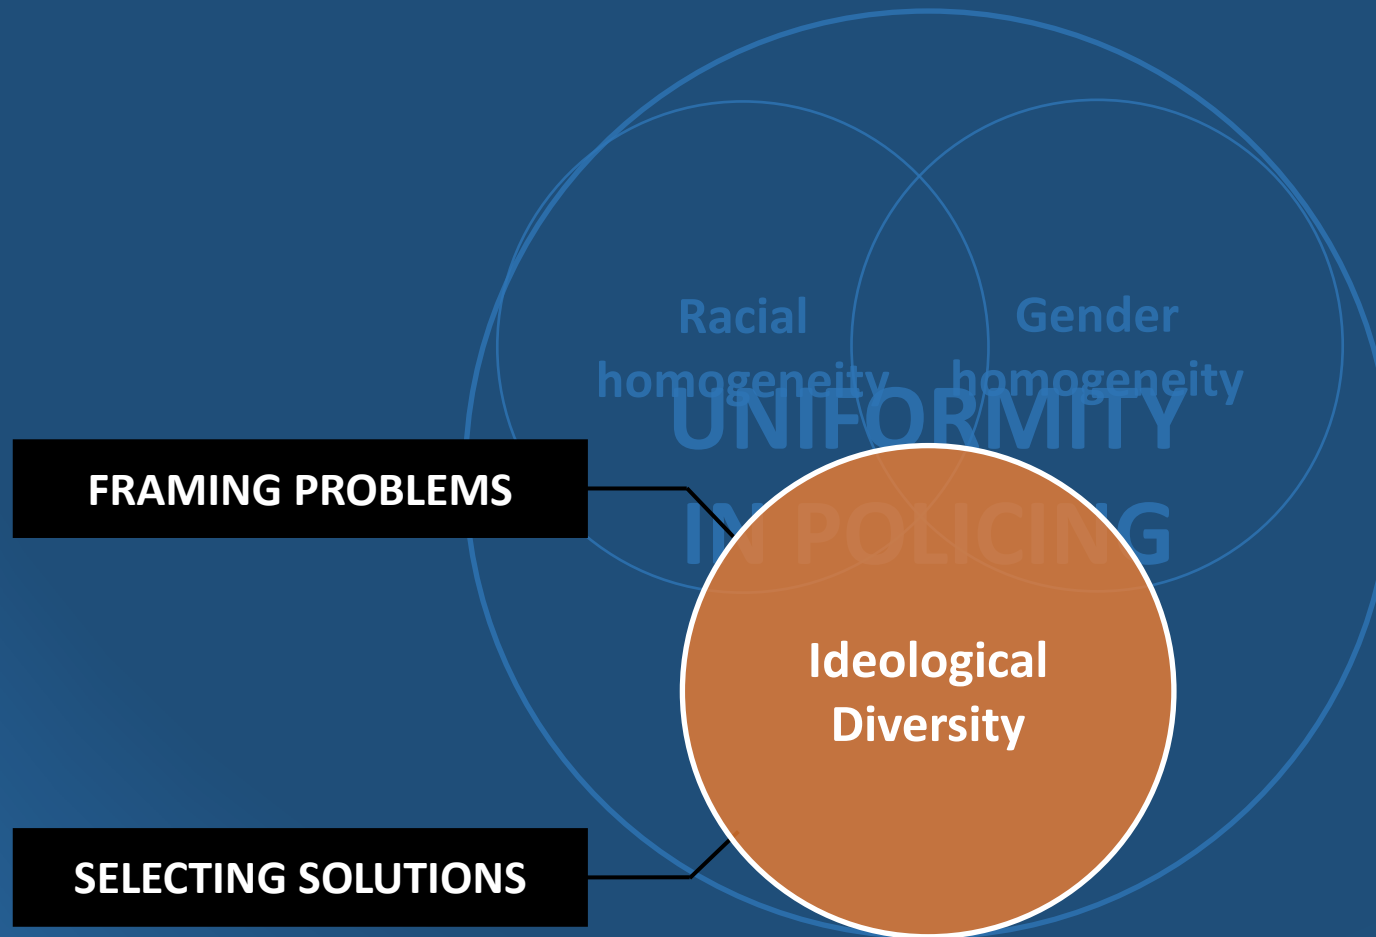 Racial
homogeneity
Gender
homogeneity
UNIFORMITY
IN POLICING
FRAMING PROBLEMS
Ideological
Diversity
SELECTING SOLUTIONS